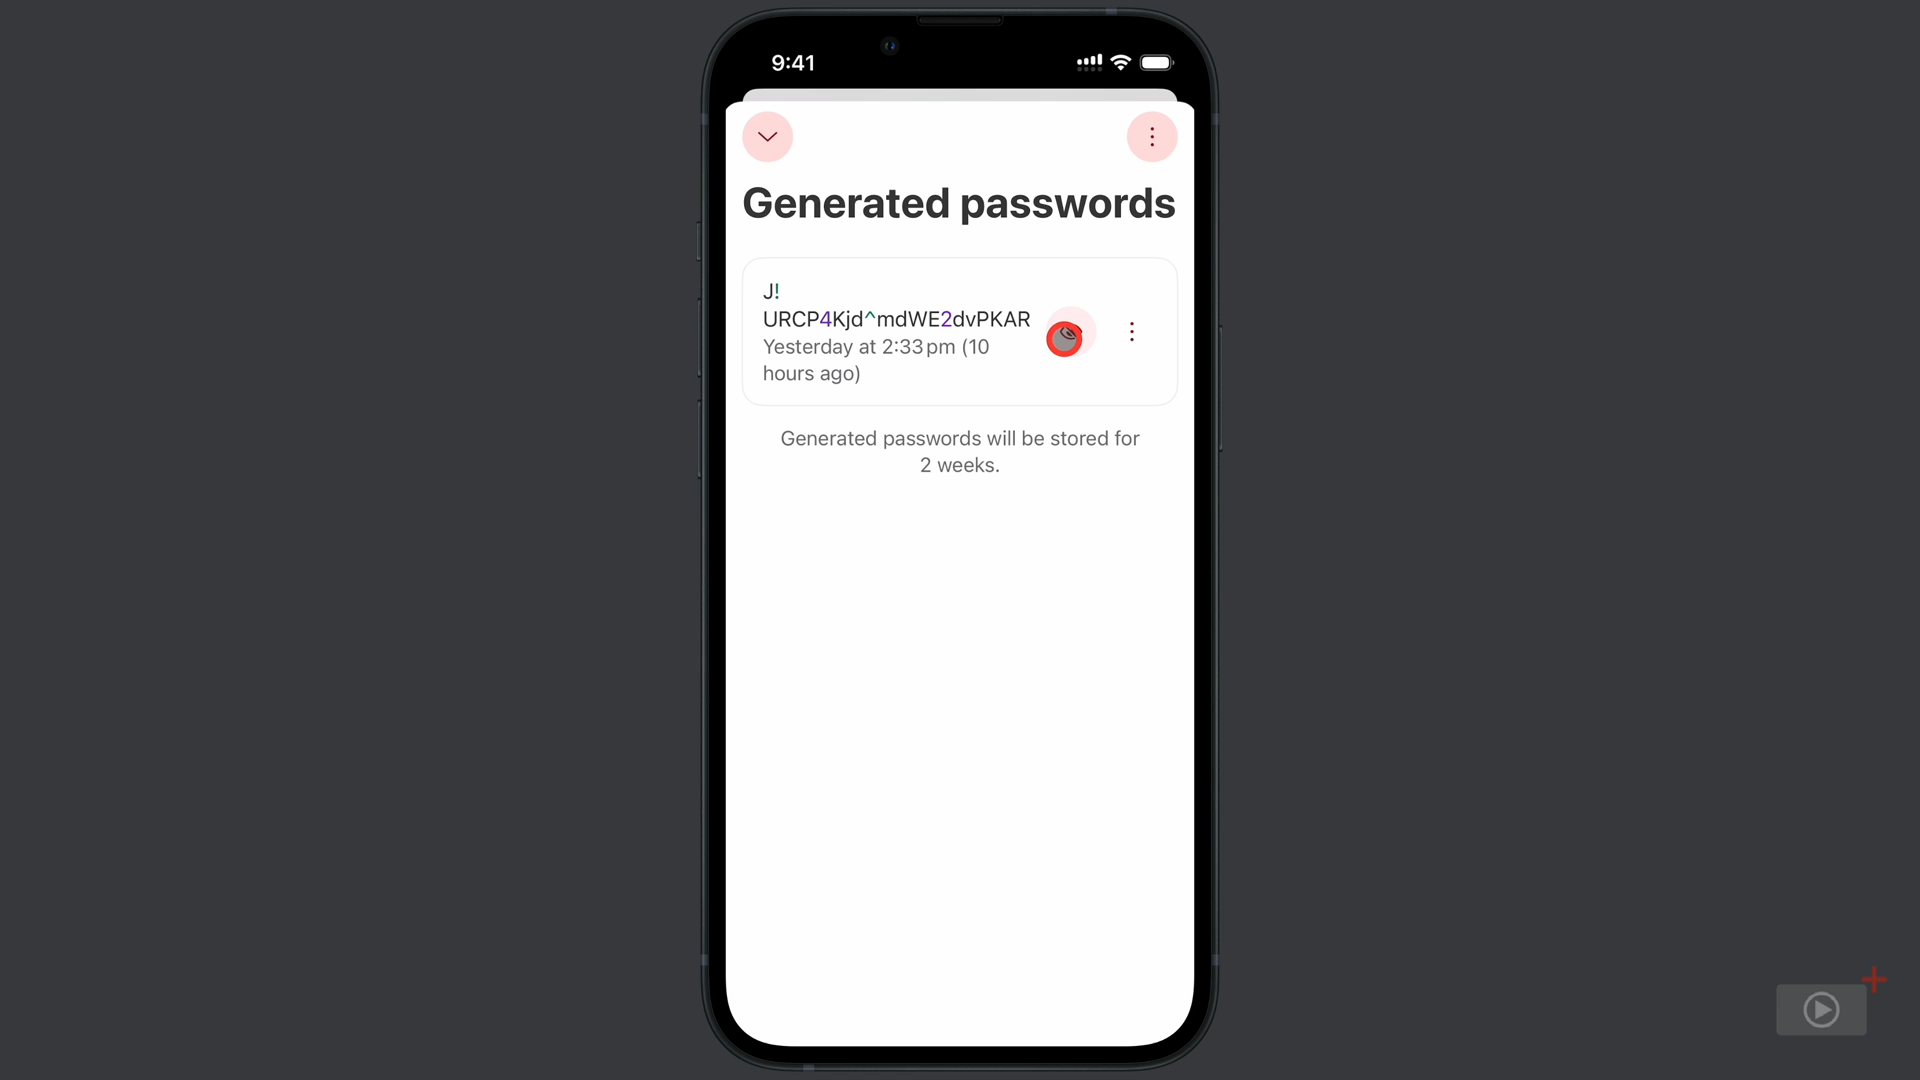 9:41
Generated passwords
J!
URCP4Kjd^mdWE2dvPKAR
Yesterday at 2:33 pm (10
hours ago)
Generated passwords will be stored for
2 weeks.